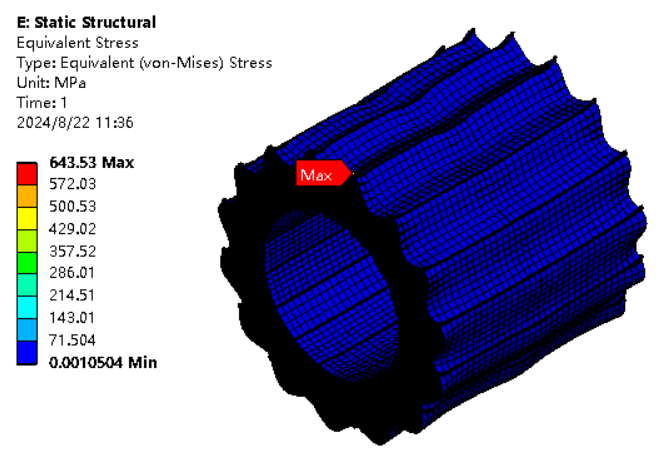 E: Static Structural
Equivalent Stress
Type: Equivalent (von-Mises) Stress
Unit: MPa
Time: 1
2024/8/22 11:36
643.53 Max
572.03
500.53
429.02
357.52
286.01
214.51
143.01
71.504
0.0010504 Min
Max